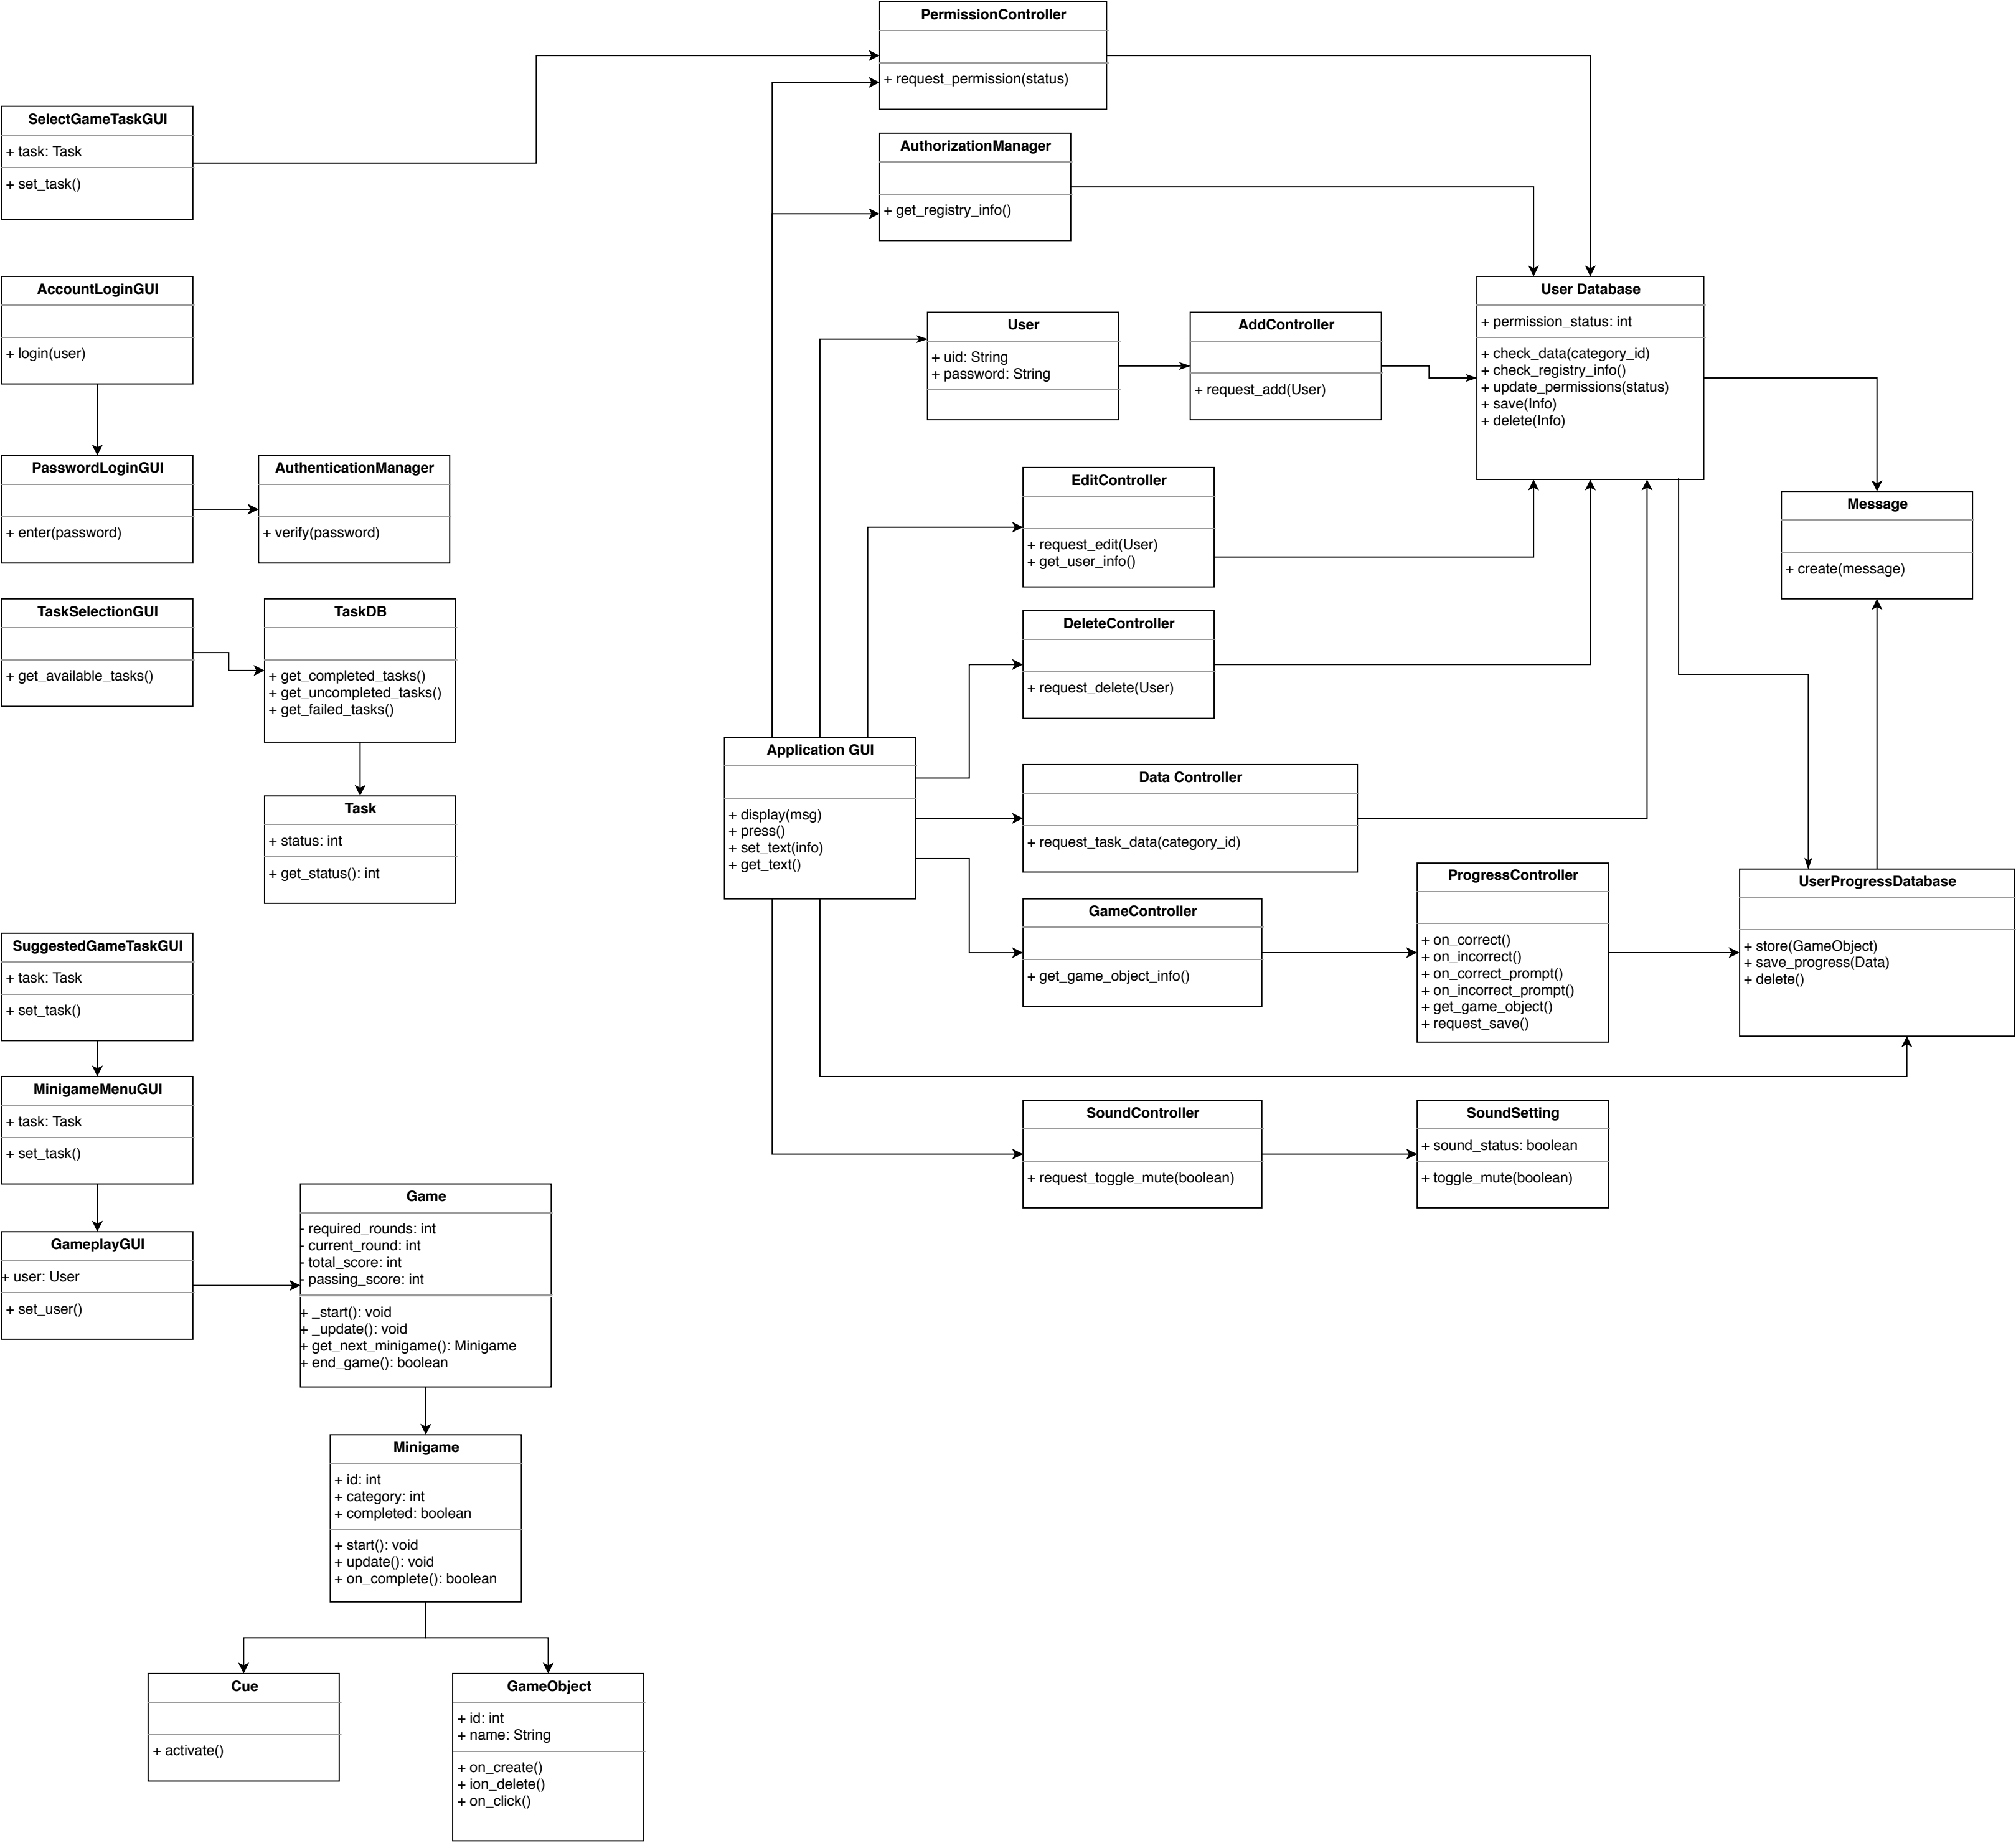 PermissionController
+ request_permission(status)
SelectGameTaskGUI
+ task: Task
+ set_task()
AuthorizationManager
+ get_registry_info()
AccountLoginGUI
+ login(user)
User
+ uid: String
+ password: String
AddController
+ request_add(User)
User Database
+ permission_status: int
+ check_data(category_id)
+ check_registry_info()
+ update_permissions(status)
+ save(Info)
+ delete(Info)
PasswordLoginGUI
+ enter(password)
AuthenticationManager
+ verify(password)
EditController
+ request_edit(User)
+ get_user_info()
Message
+ create(message)
TaskSelectionGUI
+ get_available_tasks()
TaskDB
+ get_completed_tasks()
+ get_uncompleted_tasks()
+ get_failed_tasks()
DeleteController
+ request_delete(User)
Application GUI
+ display(msg)
+ press()
+ set_text(info)
+ get_text()
Data Controller
+ request_task_data(category_id)
Task
+ status: int
+ get_status(): int
ProgressController
+ on_correct()
+ on_incorrect()
+ on_correct_prompt()
+ on_incorrect_prompt()
+ get_game_object()
+ request_save()
UserProgressDatabase
+ store(GameObject)
+ save_progress(Data)
+ delete()
GameController
+ get_game_object_info()
SuggestedGameTaskGUI
+ task: Task
+ set_task()
MinigameMenuGUI
+ task: Task
+ set_task()
SoundController
+ request_toggle_mute(boolean)
SoundSetting
+ sound_status: boolean
+ toggle_mute(boolean)
GameplayGUI
+ user: User
+ set_user()
Game
- required_rounds: int
- current_round: int
- total_score: int
- passing_score: int
+ _start(): void
+ _update(): void
+ get_next_minigame(): Minigame
+ end_game(): boolean
Minigame
+ id: int
+ category: int
+ completed: boolean
+ start(): void
+ update(): void
+ on_complete(): boolean
Cue
+ activate()
GameObject
+ id: int
+ name: String
+ on_create()
+ ion_delete()
+ on_click()